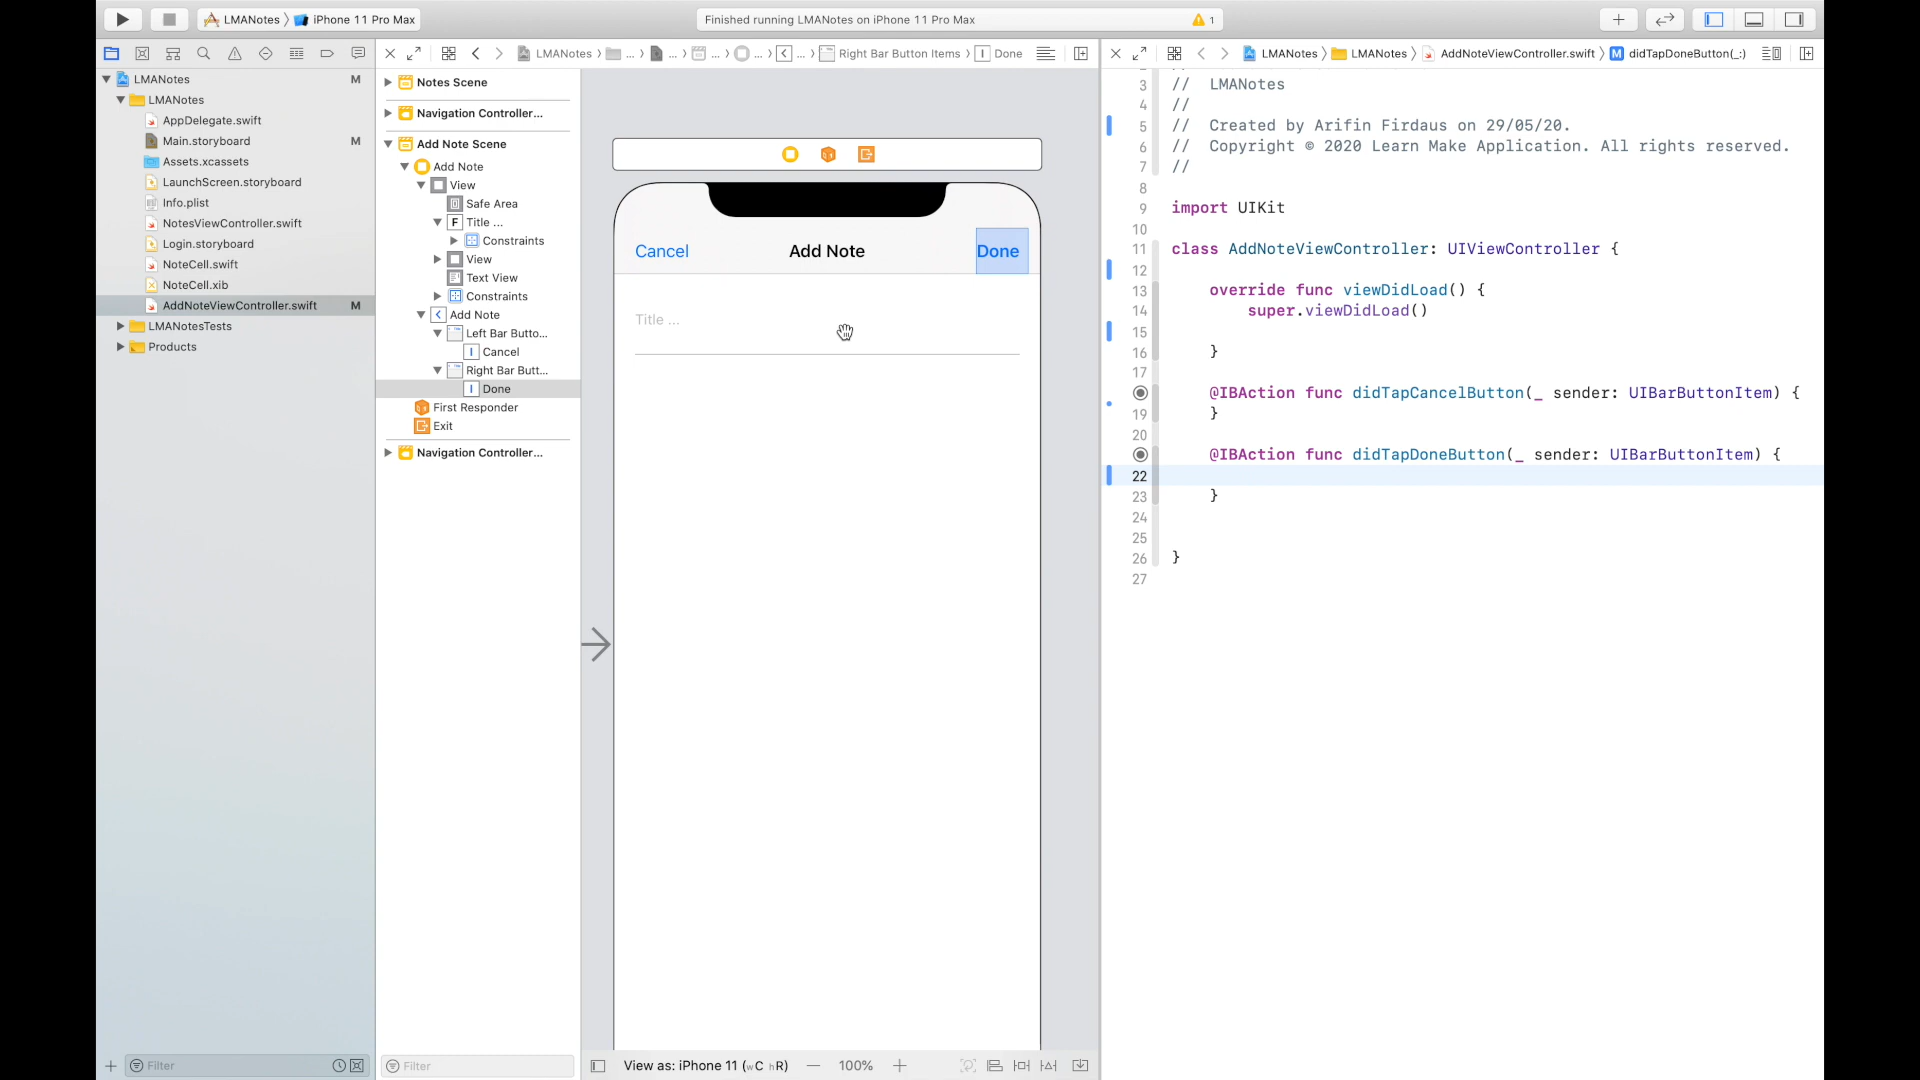 LMANotes
iPhone 11 Pro Max
Finished running LMANotes on iPhone 11 Pro Max
1
LMANotes
M
LMANotes
AppDelegate.swift
Main.storyboard
M
Assets.xcassets
LaunchScreen.storyboard
Info.plist
NotesViewController.swift
Login.storyboard
NoteCell.swift
NoteCell.xib
AddNoteViewController.swift
M
LMANotesTests
Products
Filter
LMANotes
...
...
...
...
...
Right Bar Button Items
Done
Notes Scene
Navigation Controller...
Add Note Scene
Add Note
View
Safe Area
F Title ...
Constraints
View
Text View
Constraints
Add Note
Left Bar Butto...
Cancel
Right Bar Butt...
Done
First Responder
Exit
Navigation Controller...
Filter
Cancel
Add Note
Done
Title ...
View as: iPhone 11 (wC hR)
100%
LMANotes
LMANotes
AddNoteViewController.swift
M didTapDoneButton(_:)
3 // LMANotes
4 //
5 // Created by Arifin Firdaus on 29/05/20.
6 // Copyright © 2020 Learn Make Application. All rights reserved.
7 //
8
9 import UIKit
10
11 class AddNoteViewController: UIViewController {
12
13 override func viewDidLoad() {
14 super.viewDidLoad()
15
16 }
17
@IBAction func didTapCancelButton(_ sender: UIBarButtonItem) {
19 }
20
@IBAction func didTapDoneButton(_ sender: UIBarButtonItem) {
22
23 }
24
25
26 }
27